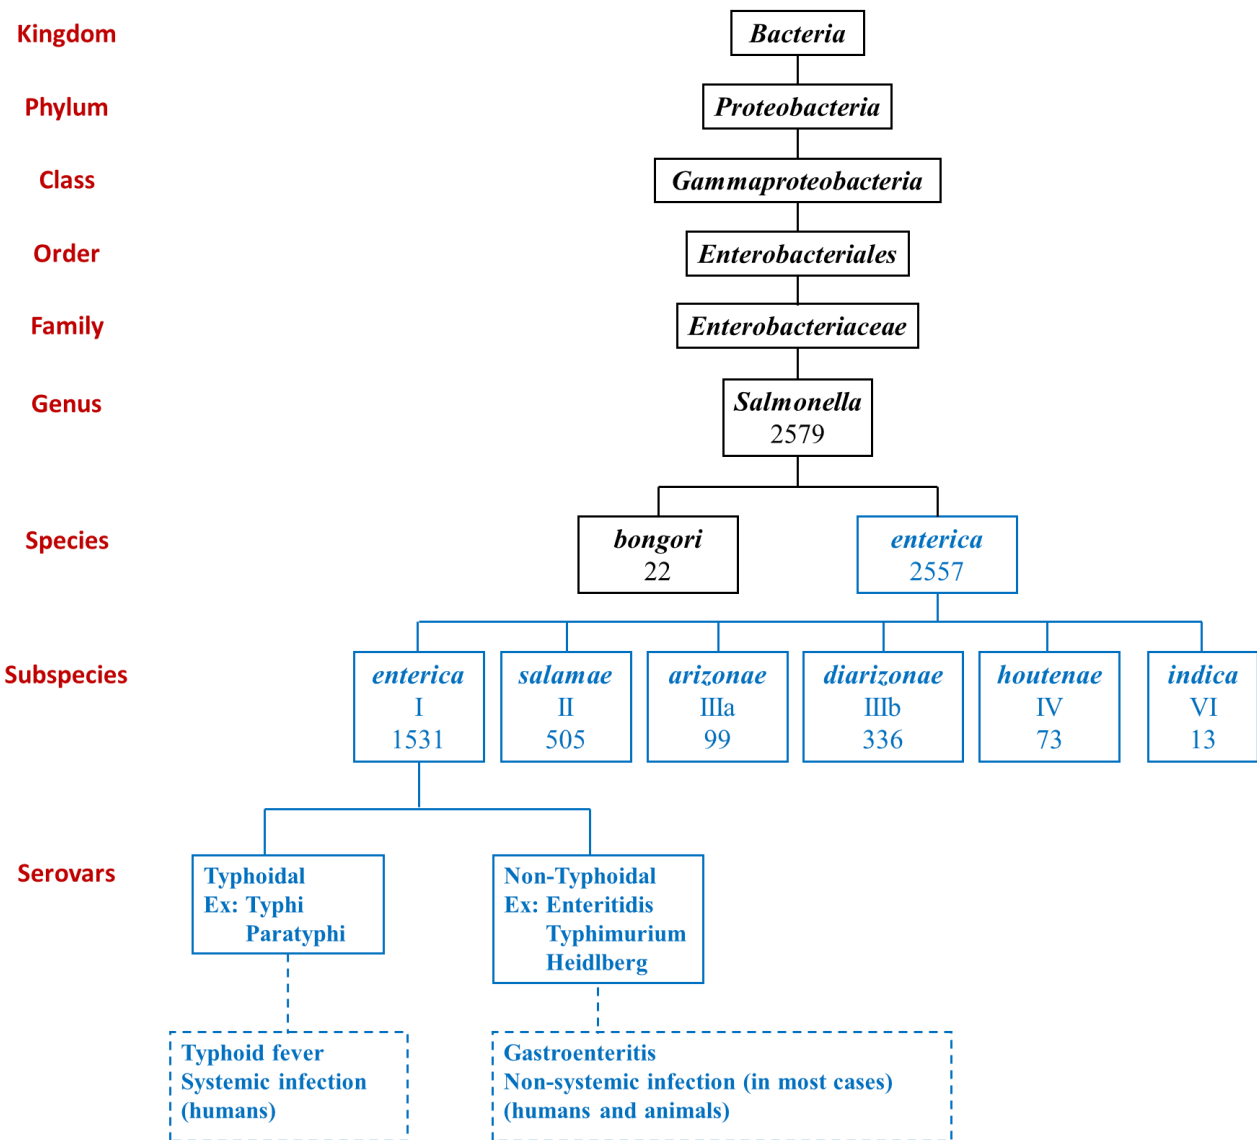 Kingdom
Bacteria
Phylum
Proteobacteria
Class
Gammaproteobacteria
Order
Enterobacteriales
Family
Enterobacteriaceae
Genus
Salmonella
2579
Species
bongori
22
enterica
2557
Subspecies
enterica
I
1531
salamae
II
505
arizonae
IIIa
99
diarizonae
IIIb
336
houtenae
IV
73
indica
VI
13
Serovars
Typhoidal
Ex: Typhi
Paratyphi
Non-Typhoidal
Ex: Enteritidis
Typhimurium
Heidlberg
Typhoid fever
Systemic infection
(humans)
Gastroenteritis
Non-systemic infection (in most cases)
(humans and animals)